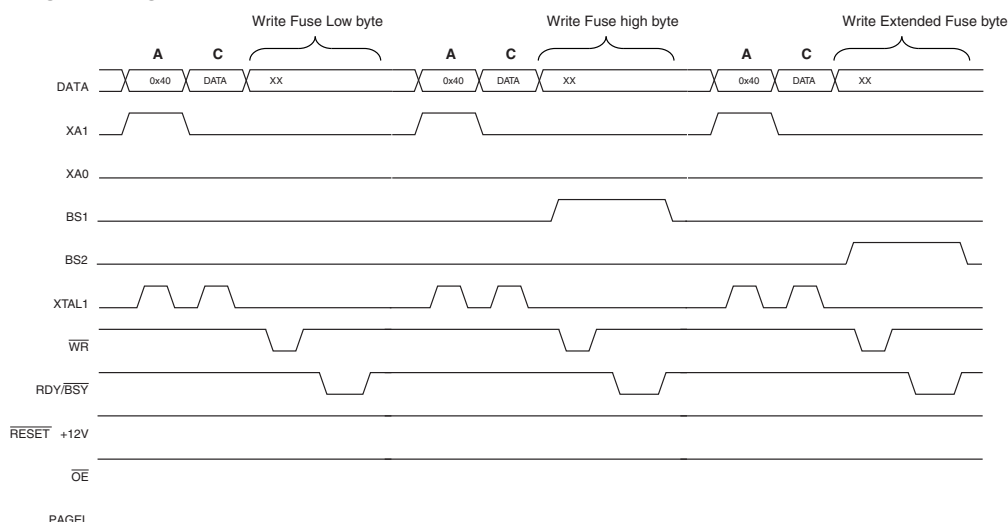 Write Fuse Low byte Write Fuse high byte Write Extended Fuse byte
A C A C A C
DATA 0x40 DATA XX 0x40 DATA XX 0x40 DATA XX
XA1
XA0
BS1
BS2
XTAL1
WR
RDY/BSY
RESET +12V
OE
PAGEL